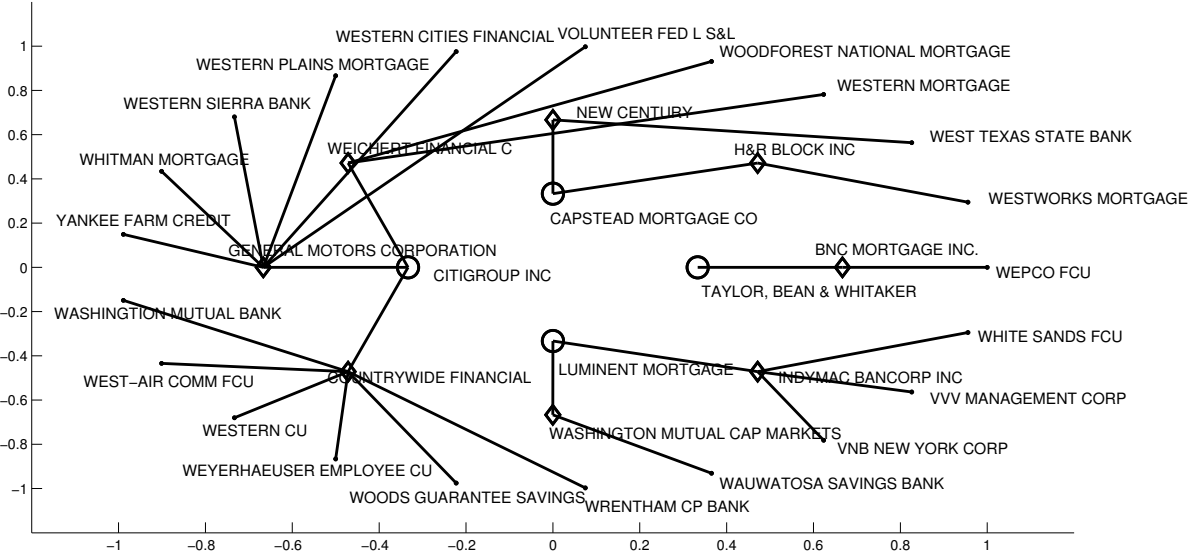 WESTERN CITIES FINANCIAL
VOLUNTEER FED L S&L
1
WOODFOREST NATIONAL MORTGAGE
WESTERN PLAINS MORTGAGE
0.8
WESTERN MORTGAGE
WESTERN SIERRA BANK
NEW CENTURY
0.6
WEST TEXAS STATE BANK
WEICHERT FINANCIAL C
H&R BLOCK INC
WHITMAN MORTGAGE
0.4
WESTWORKS MORTGAGE
YANKEE FARM CREDIT
0.2
CAPSTEAD MORTGAGE CO
GENERAL MOTORS CORPORATION
BNC MORTGAGE INC.
0
CITIGROUP INC
WEPCO FCU
TAYLOR, BEAN & WHITAKER
−0.2
WASHINGTION MUTUAL BANK
WHITE SANDS FCU
−0.4
LUMINENT MORTGAGE
WEST−AIR COMM FCU
COUNTRYWIDE FINANCIAL
INDYMAC BANCORP INC
VVV MANAGEMENT CORP
−0.6
WESTERN CU
WASHINGTON MUTUAL CAP MARKETS
−0.8
VNB NEW YORK CORP
WEYERHAEUSER EMPLOYEE CU
WAUWATOSA SAVINGS BANK
−1
WOODS GUARANTEE SAVINGS
WRENTHAM CP BANK
−1 −0.8 −0.6 −0.4 −0.2 0 0.2 0.4 0.6 0.8 1